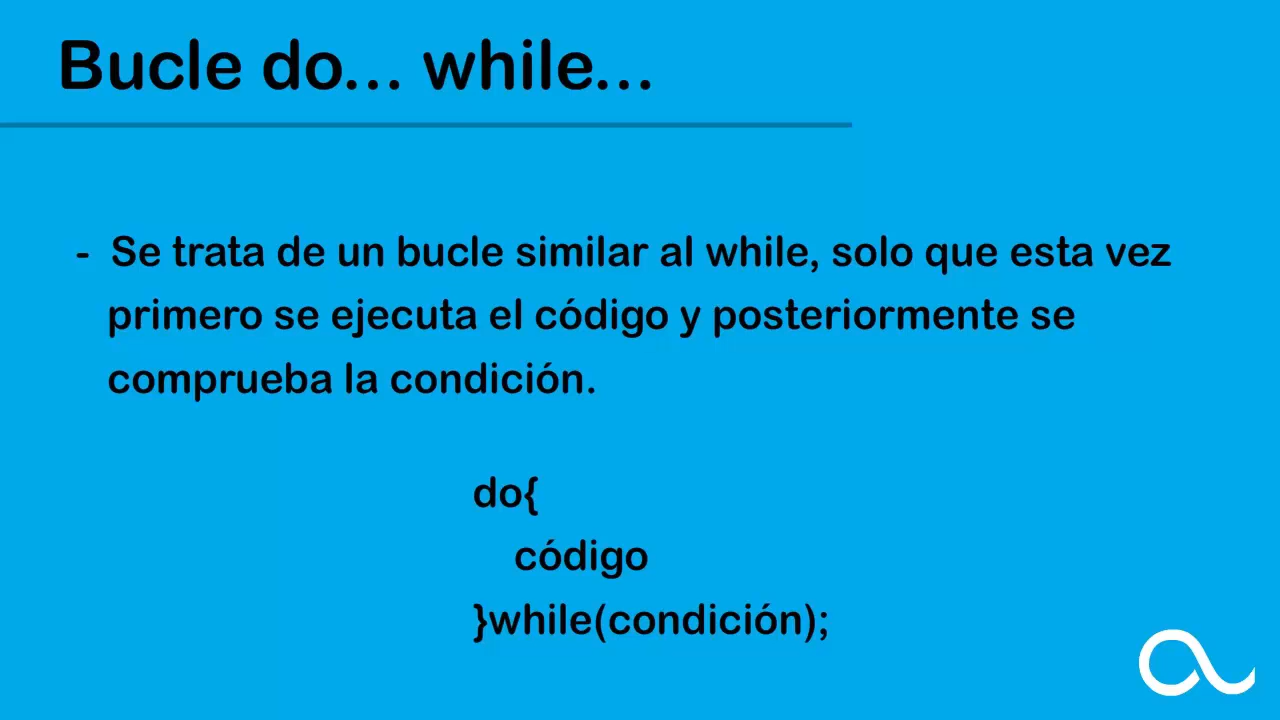 Bucle do... while...
- Se trata de un bucle similar al while, solo que esta vez
primero se ejecuta el código y posteriormente se
comprueba la condición.
do{
código
}while(condición);